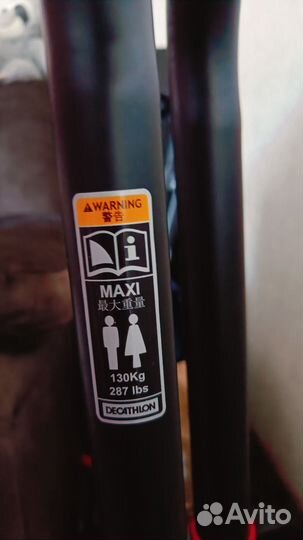 ⚠WARNING
警告
i
MAXI
最大重量
130Kg
287 lbs
DECATHLON
Avito